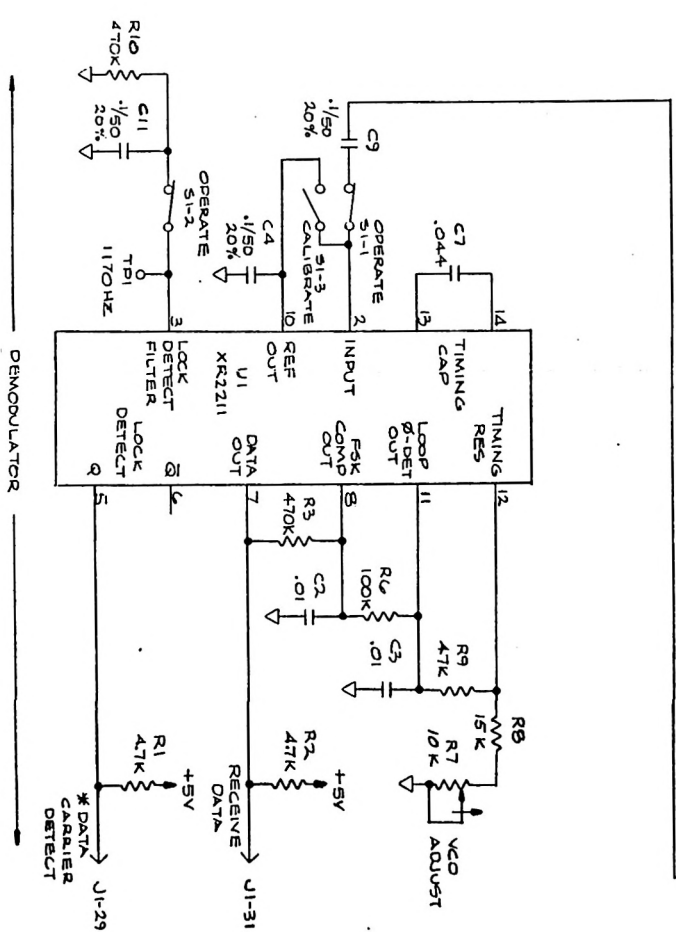 R10
470K
C11
.1/50
20%
OPERATE
S1-2
TP1
1170HZ
C9
.1/50
20%
OPERATE
S1-1
S1-3
CALIBRATE
C4
.1/50
20%
C7
.044
3
10
2
13
14
LOCK
DETECT
FILTER
REF
OUT
U1
XR2211
INPUT
TIMING
CAP
TIMING
RES
LOOP
Ø-DET
OUT
FSK
COMP
OUT
DATA
OUT
LOCK
DETECT
Q̅
Q
5
6
7
8
11
12
R3
470K
C2
.01
R6
100K
C3
.01
R9
47K
R8
15K
R7
10K
VCO
ADJUST
R2
4.7K
+5V
RECEIVE
DATA
J1-31
R1
4.7K
+5V
*DATA
CARRIER
DETECT
J1-29
DEMODULATOR